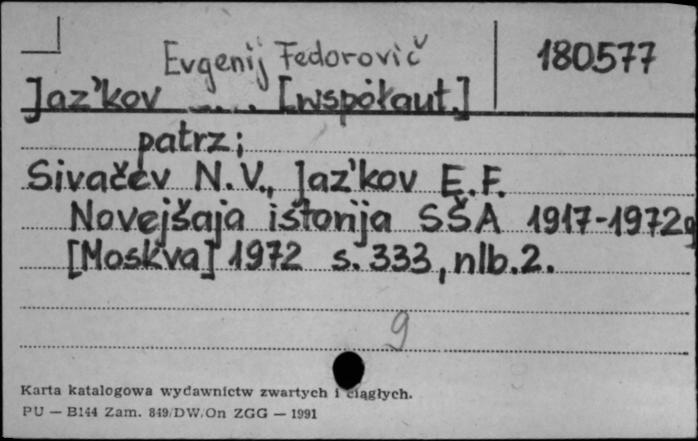 Evgenij Fedorovič
180577
Jaz'kov .... [współaut.]
patrz;
Sivačev N.V., Jaz'kov E.F.
Novejšaja istorija SŠA 1917-1972g
[Moskva] 1972 s. 333, nlb. 2.
9
Karta katalogowa wydawnictw zwartych i ciągłych.
PU — B144 Zam. 849/DW/On ZGG — 1991